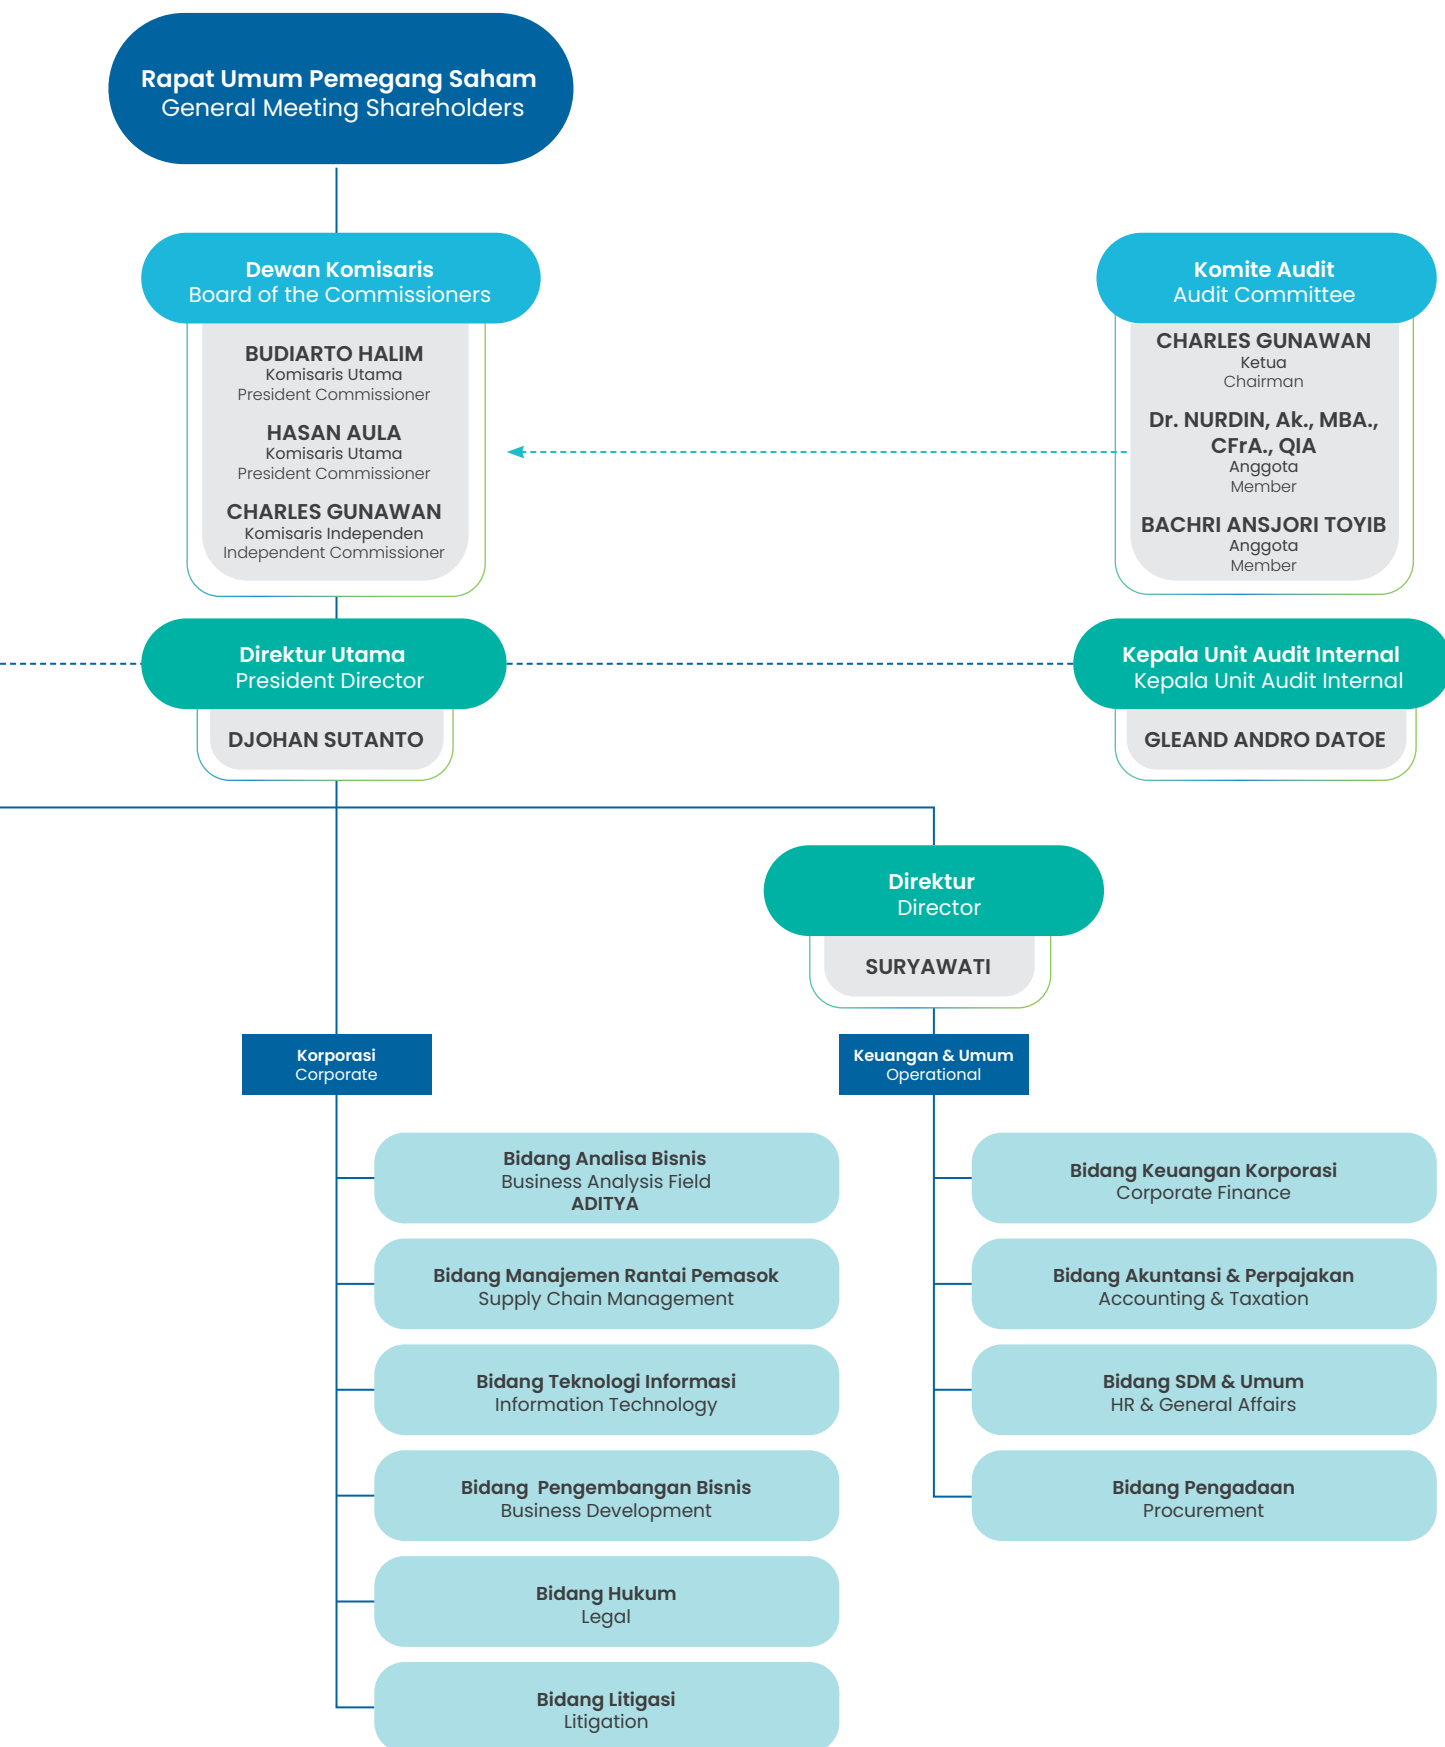 Rapat Umum Pemegang Saham
General Meeting Shareholders
Dewan Komisaris
Board of the Commissioners
BUDIARTO HALIM
Komisaris Utama
President Commissioner
HASAN AULA
Komisaris Utama
President Commissioner
CHARLES GUNAWAN
Komisaris Independen
Independent Commissioner
Komite Audit
Audit Committee
CHARLES GUNAWAN
Ketua
Chairman
Dr. NURDIN, Ak., MBA.,
CFrA., QIA
Anggota
Member
BACHRI ANSJORI TOYIB
Anggota
Member
Direktur Utama
President Director
DJOHAN SUTANTO
Kepala Unit Audit Internal
Kepala Unit Audit Internal
GLEAND ANDRO DATOE
Direktur
Director
SURYAWATI
Korporasi
Corporate
Bidang Analisa Bisnis
Business Analysis Field
ADITYA
Bidang Manajemen Rantai Pemasok
Supply Chain Management
Bidang Teknologi Informasi
Information Technology
Bidang  Pengembangan Bisnis
Business Development
Bidang Hukum
Legal
Bidang Litigasi
Litigation
Keuangan & Umum
Operational
Bidang Keuangan Korporasi
Corporate Finance
Bidang Akuntansi & Perpajakan
Accounting & Taxation
Bidang SDM & Umum
HR & General Affairs
Bidang Pengadaan
Procurement